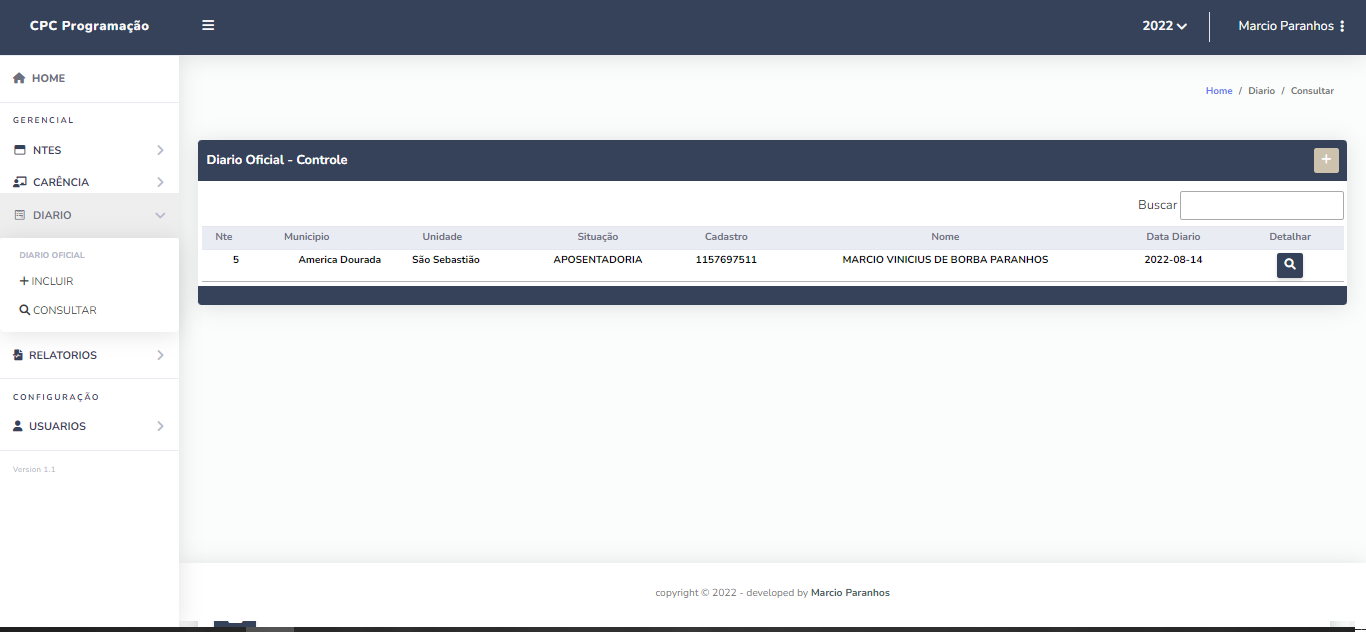 CPC Programação
2022
Marcio Paranhos
HOME
GERENCIAL
NTES
CARÊNCIA
DIARIO
DIARIO OFICIAL
INCLUIR
CONSULTAR
RELATORIOS
CONFIGURAÇÃO
USUARIOS
Version 1.1
Home / Diario / Consultar
Diario Oficial - Controle
Buscar
Nte Municipio Unidade Situação Cadastro Nome Data Diario Detalhar
5 America Dourada São Sebastião APOSENTADORIA 1157697511 MARCIO VINICIUS DE BORBA PARANHOS 2022-08-14
copyright © 2022 - developed by Marcio Paranhos